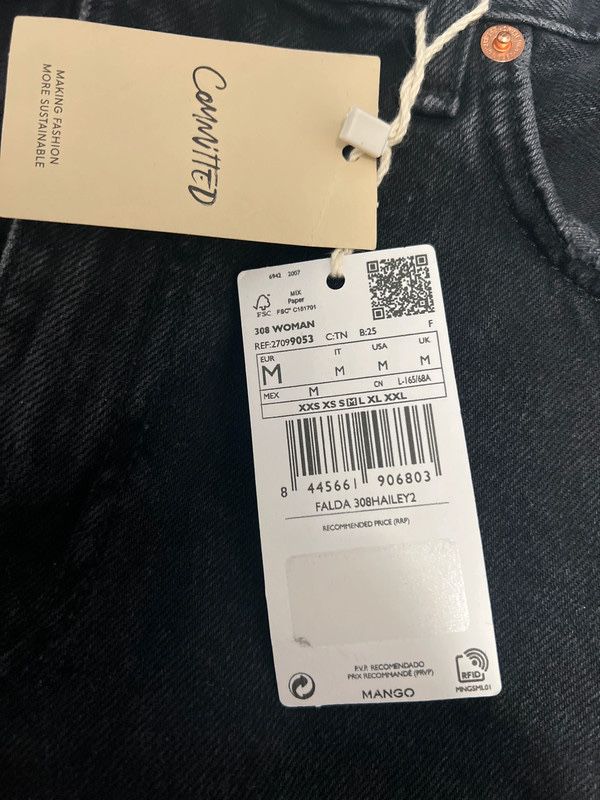 COMMITTED
MAKING FASHION
MORE SUSTAINABLE
6942 2007
FSC
MIX
Paper
FSC® C151701
308 WOMAN
REF:27099053 C:TN B:25 F
EUR IT USA UK
M M M M
MEX M CN L-165/68A
XXS XS S M L XL XXL
8 445661 906803
FALDA 308HAILEY2
RECOMMENDED PRICE (RRP)
P.V.P. RECOMENDADO
PRIX RECOMMANDÉ (PRVP)
MANGO
RFID
MNGSML01